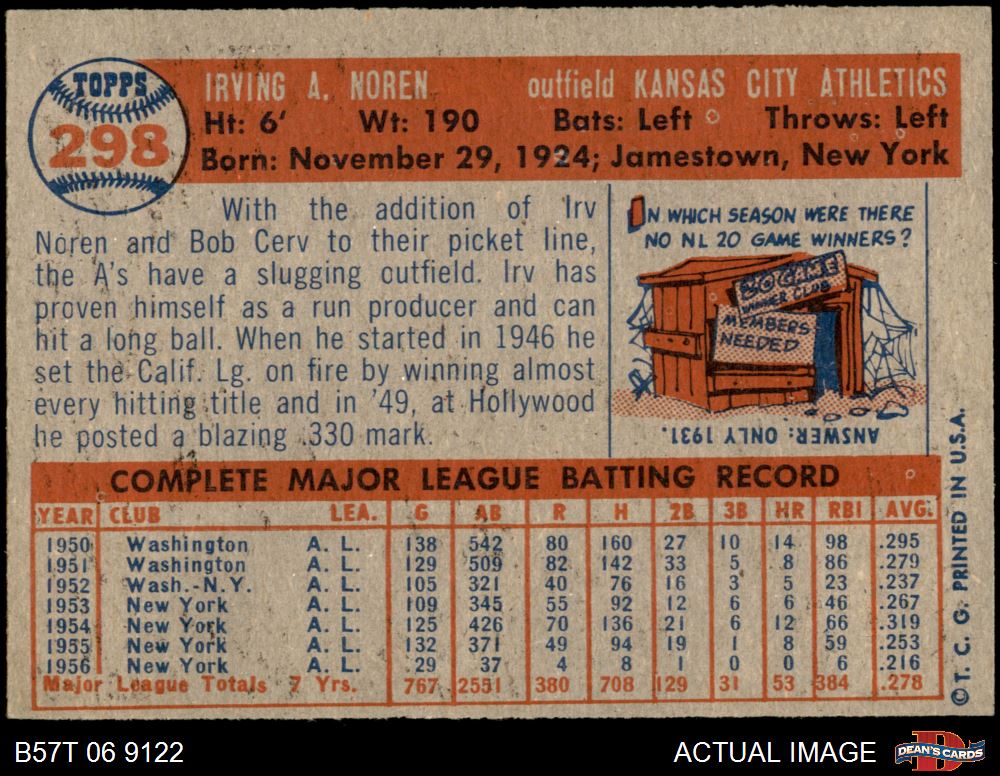 TOPPS
298
IRVING A. NOREN outfield KANSAS CITY ATHLETICS
Ht: 6' Wt: 190 Bats: Left Throws: Left
Born: November 29, 1924; Jamestown, New York
With the addition of Irv
Noren and Bob Cerv to their picket line,
the A's have a slugging outfield. Irv has
proven himself as a run producer and can
hit a long ball. When he started in 1946 he
set the Calif. Lg. on fire by winning almost
every hitting title and in '49, at Hollywood
he posted a blazing .330 mark.
IN WHICH SEASON WERE THERE
NO NL 20 GAME WINNERS?
20 GAME
WINNER CLUB
MEMBERS
NEEDED
ANSWER: ONLY 1931.
COMPLETE MAJOR LEAGUE BATTING RECORD
YEAR CLUB LEA. G AB R H 2B 3B HR RBI AVG.
1950 Washington A. L. 138 542 80 160 27 10 14 98 .295
1951 Washington A. L. 129 509 82 142 33 5 8 86 .279
1952 Wash.-N.Y. A. L. 105 321 40 76 16 3 5 23 .237
1953 New York A. L. 109 345 55 92 12 6 6 46 .267
1954 New York A. L. 125 426 70 136 21 6 12 66 .319
1955 New York A. L. 132 371 49 94 19 1 8 59 .253
1956 New York A. L. 29 37 4 8 1 0 0 6 .216
Major League Totals 7 Yrs. 767 2551 380 708 129 31 53 384 .278
©T. C. G. PRINTED IN U.S.A.
B57T 06 9122
ACTUAL IMAGE
D
DEAN'S CARDS